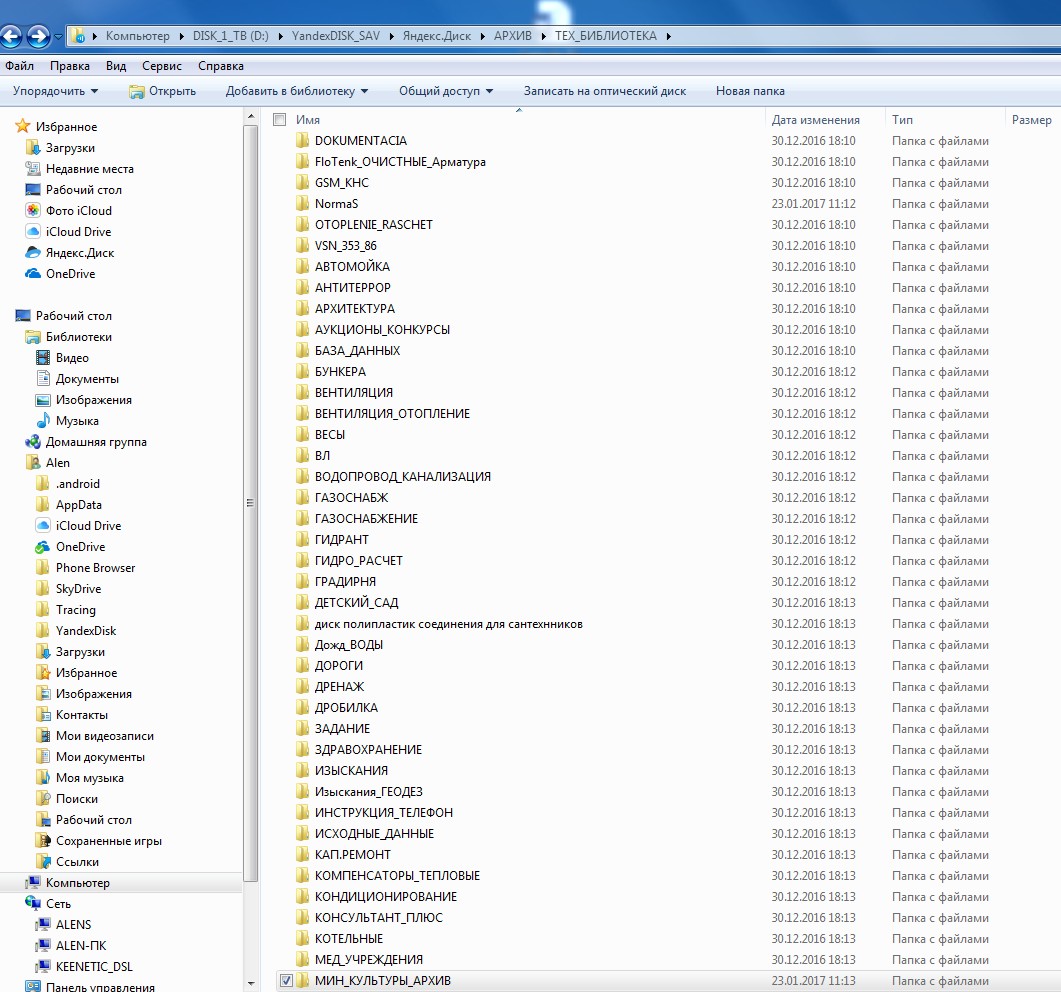 Компьютер DISK_1_TB (D:) YandexDISK_SAV Яндекс.Диск АРХИВ ТЕХ_БИБЛИОТЕКА
Файл Правка Вид Сервис Справка
Упорядочить Открыть Добавить в библиотеку Общий доступ Записать на оптический диск Новая папка
Избранное
Загрузки
Недавние места
Рабочий стол
Фото iCloud
iCloud Drive
Яндекс.Диск
OneDrive
Рабочий стол
Библиотеки
Видео
Документы
Изображения
Музыка
Домашняя группа
Alen
.android
AppData
iCloud Drive
OneDrive
Phone Browser
SkyDrive
Tracing
YandexDisk
Загрузки
Избранное
Изображения
Контакты
Мои видеозаписи
Мои документы
Моя музыка
Поиски
Рабочий стол
Сохраненные игры
Ссылки
Компьютер
Сеть
ALENS
ALEN-ПК
KEENETIC_DSL
Панель управления
Имя Дата изменения Тип Размер
DOKUMENTACIA 30.12.2016 18:10 Папка с файлами
FloTenk_ОЧИСТНЫЕ_Арматура 30.12.2016 18:10 Папка с файлами
GSM_КНС 30.12.2016 18:10 Папка с файлами
NormaS 23.01.2017 11:12 Папка с файлами
OTOPLENIE_RASCHET 30.12.2016 18:10 Папка с файлами
VSN_353_86 30.12.2016 18:10 Папка с файлами
АВТОМОЙКА 30.12.2016 18:10 Папка с файлами
АНТИТЕРРОР 30.12.2016 18:10 Папка с файлами
АРХИТЕКТУРА 30.12.2016 18:10 Папка с файлами
АУКЦИОНЫ_КОНКУРСЫ 30.12.2016 18:10 Папка с файлами
БАЗА_ДАННЫХ 30.12.2016 18:10 Папка с файлами
БУНКЕРА 30.12.2016 18:12 Папка с файлами
ВЕНТИЛЯЦИЯ 30.12.2016 18:12 Папка с файлами
ВЕНТИЛЯЦИЯ_ОТОПЛЕНИЕ 30.12.2016 18:12 Папка с файлами
ВЕСЫ 30.12.2016 18:12 Папка с файлами
ВЛ 30.12.2016 18:12 Папка с файлами
ВОДОПРОВОД_КАНАЛИЗАЦИЯ 30.12.2016 18:12 Папка с файлами
ГАЗОСНАБЖ 30.12.2016 18:12 Папка с файлами
ГАЗОСНАБЖЕНИЕ 30.12.2016 18:12 Папка с файлами
ГИДРАНТ 30.12.2016 18:12 Папка с файлами
ГИДРО_РАСЧЕТ 30.12.2016 18:12 Папка с файлами
ГРАДИРНЯ 30.12.2016 18:12 Папка с файлами
ДЕТСКИЙ_САД 30.12.2016 18:13 Папка с файлами
диск полипластик соединения для сантехнников 30.12.2016 18:13 Папка с файлами
Дожд_ВОДЫ 30.12.2016 18:13 Папка с файлами
ДОРОГИ 30.12.2016 18:13 Папка с файлами
ДРЕНАЖ 30.12.2016 18:13 Папка с файлами
ДРОБИЛКА 30.12.2016 18:13 Папка с файлами
ЗАДАНИЕ 30.12.2016 18:13 Папка с файлами
ЗДРАВОХРАНЕНИЕ 30.12.2016 18:13 Папка с файлами
ИЗЫСКАНИЯ 30.12.2016 18:13 Папка с файлами
Изыскания_ГЕОДЕЗ 30.12.2016 18:13 Папка с файлами
ИНСТРУКЦИЯ_ТЕЛЕФОН 30.12.2016 18:13 Папка с файлами
ИСХОДНЫЕ_ДАННЫЕ 30.12.2016 18:13 Папка с файлами
КАП.РЕМОНТ 30.12.2016 18:13 Папка с файлами
КОМПЕНСАТОРЫ_ТЕПЛОВЫЕ 30.12.2016 18:13 Папка с файлами
КОНДИЦИОНИРОВАНИЕ 30.12.2016 18:13 Папка с файлами
КОНСУЛЬТАНТ_ПЛЮС 30.12.2016 18:13 Папка с файлами
КОТЕЛЬНЫЕ 30.12.2016 18:13 Папка с файлами
МЕД_УЧРЕЖДЕНИЯ 30.12.2016 18:13 Папка с файлами
МИН_КУЛЬТУРЫ_АРХИВ 23.01.2017 11:13 Папка с файлами